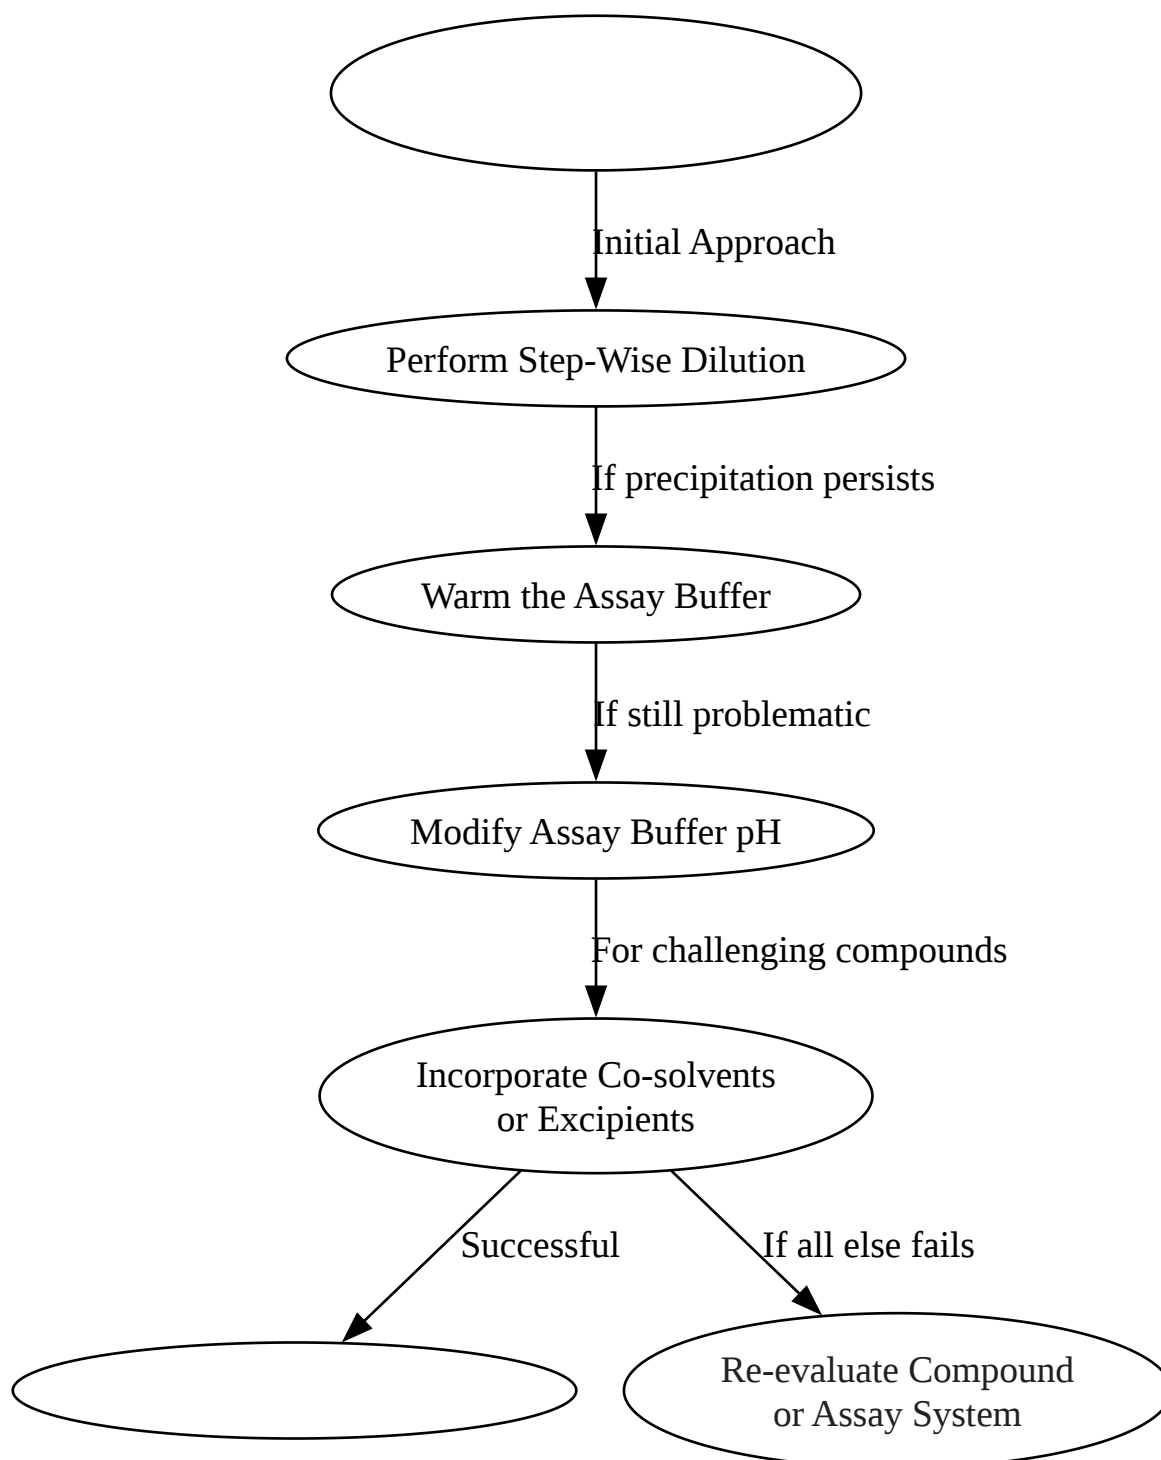 Initial Approach
Perform Step-Wise Dilution
If precipitation persists
Warm the Assay Buffer
If still problematic
Modify Assay Buffer pH
For challenging compounds
Incorporate Co-solvents
or Excipients
Successful
If all else fails
Re-evaluate Compound
or Assay System